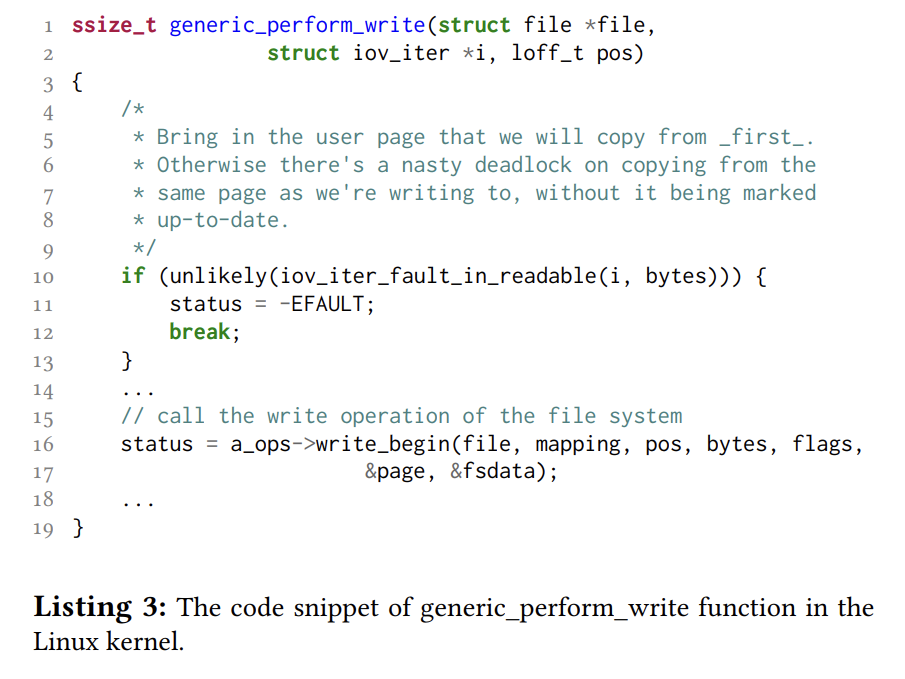 1 ssize_t generic_perform_write(struct file *file,
2 struct iov_iter *i, loff_t pos)
3 {
4 /*
5 * Bring in the user page that we will copy from _first_.
6 * Otherwise there's a nasty deadlock on copying from the
7 * same page as we're writing to, without it being marked
8 * up-to-date.
9 */
10 if (unlikely(iov_iter_fault_in_readable(i, bytes))) {
11 status = -EFAULT;
12 break;
13 }
14 ...
15 // call the write operation of the file system
16 status = a_ops->write_begin(file, mapping, pos, bytes, flags,
17 &page, &fsdata);
18 ...
19 }
Listing 3: The code snippet of generic_perform_write function in the
Linux kernel.